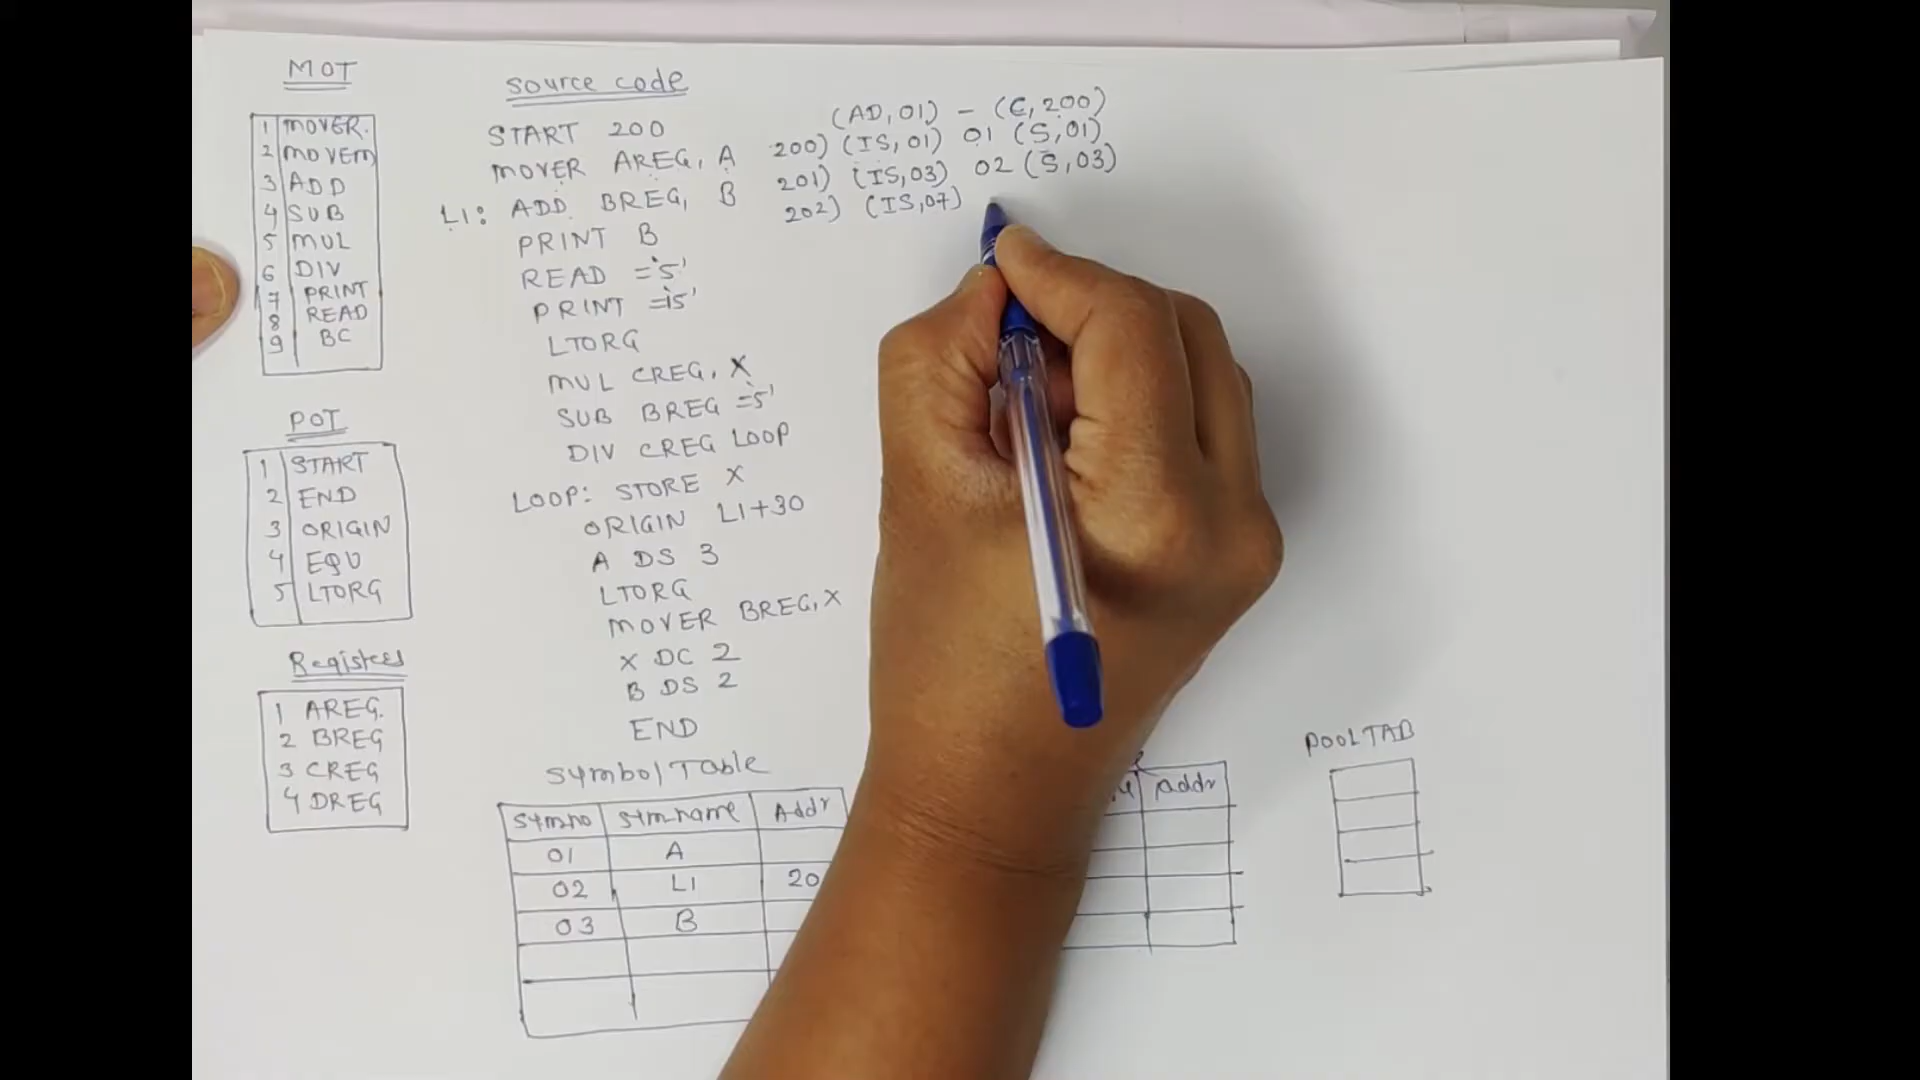 MOT
1 MOVER.
2 MOVEM
3 ADD
4 SUB
5 MUL
6 DIV
7 PRINT
8 READ
9 BC
POT
1 START
2 END
3 ORIGIN
4 EQU
5 LTORG
Registers
1 AREG.
2 BREG
3 CREG
4 DREG
Source code
START 200
MOVER AREG, A
L1: ADD BREG, B
PRINT B
READ ='5'
PRINT ='15'
LTORG
MUL CREG, X
SUB BREG ='5'
DIV CREG LOOP
LOOP: STORE X
ORIGIN L1+30
A DS 3
LTORG
MOVER BREG, X
X DC 2
B DS 2
END
(AD,01) - (C,200)
200) (IS,01) 01 (S,01)
201) (IS,03) 02 (S,03)
202) (IS,07)
Symbol Table
Symno Symname Addr
01 A
02 L1 20
03 B
addr
POOLTAB